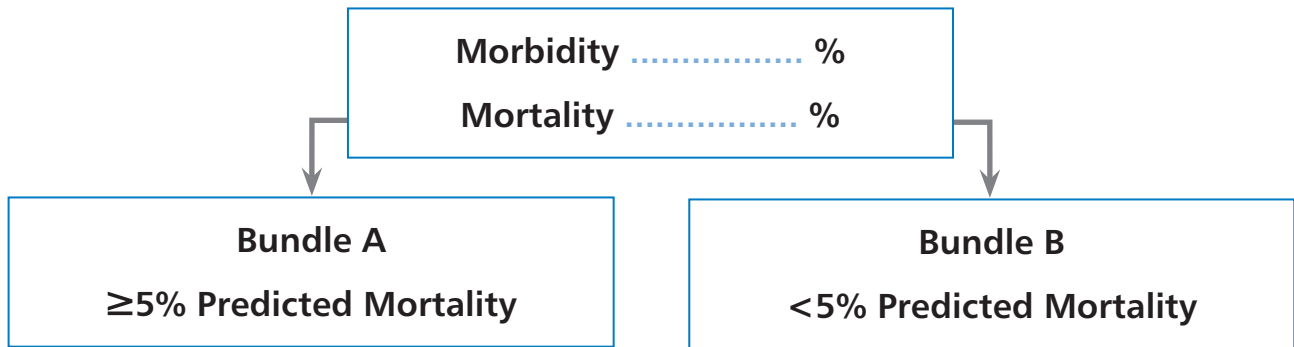 Morbidity ................. %
Mortality ................. %
Bundle A
≥5% Predicted Mortality
Bundle B
<5% Predicted Mortality